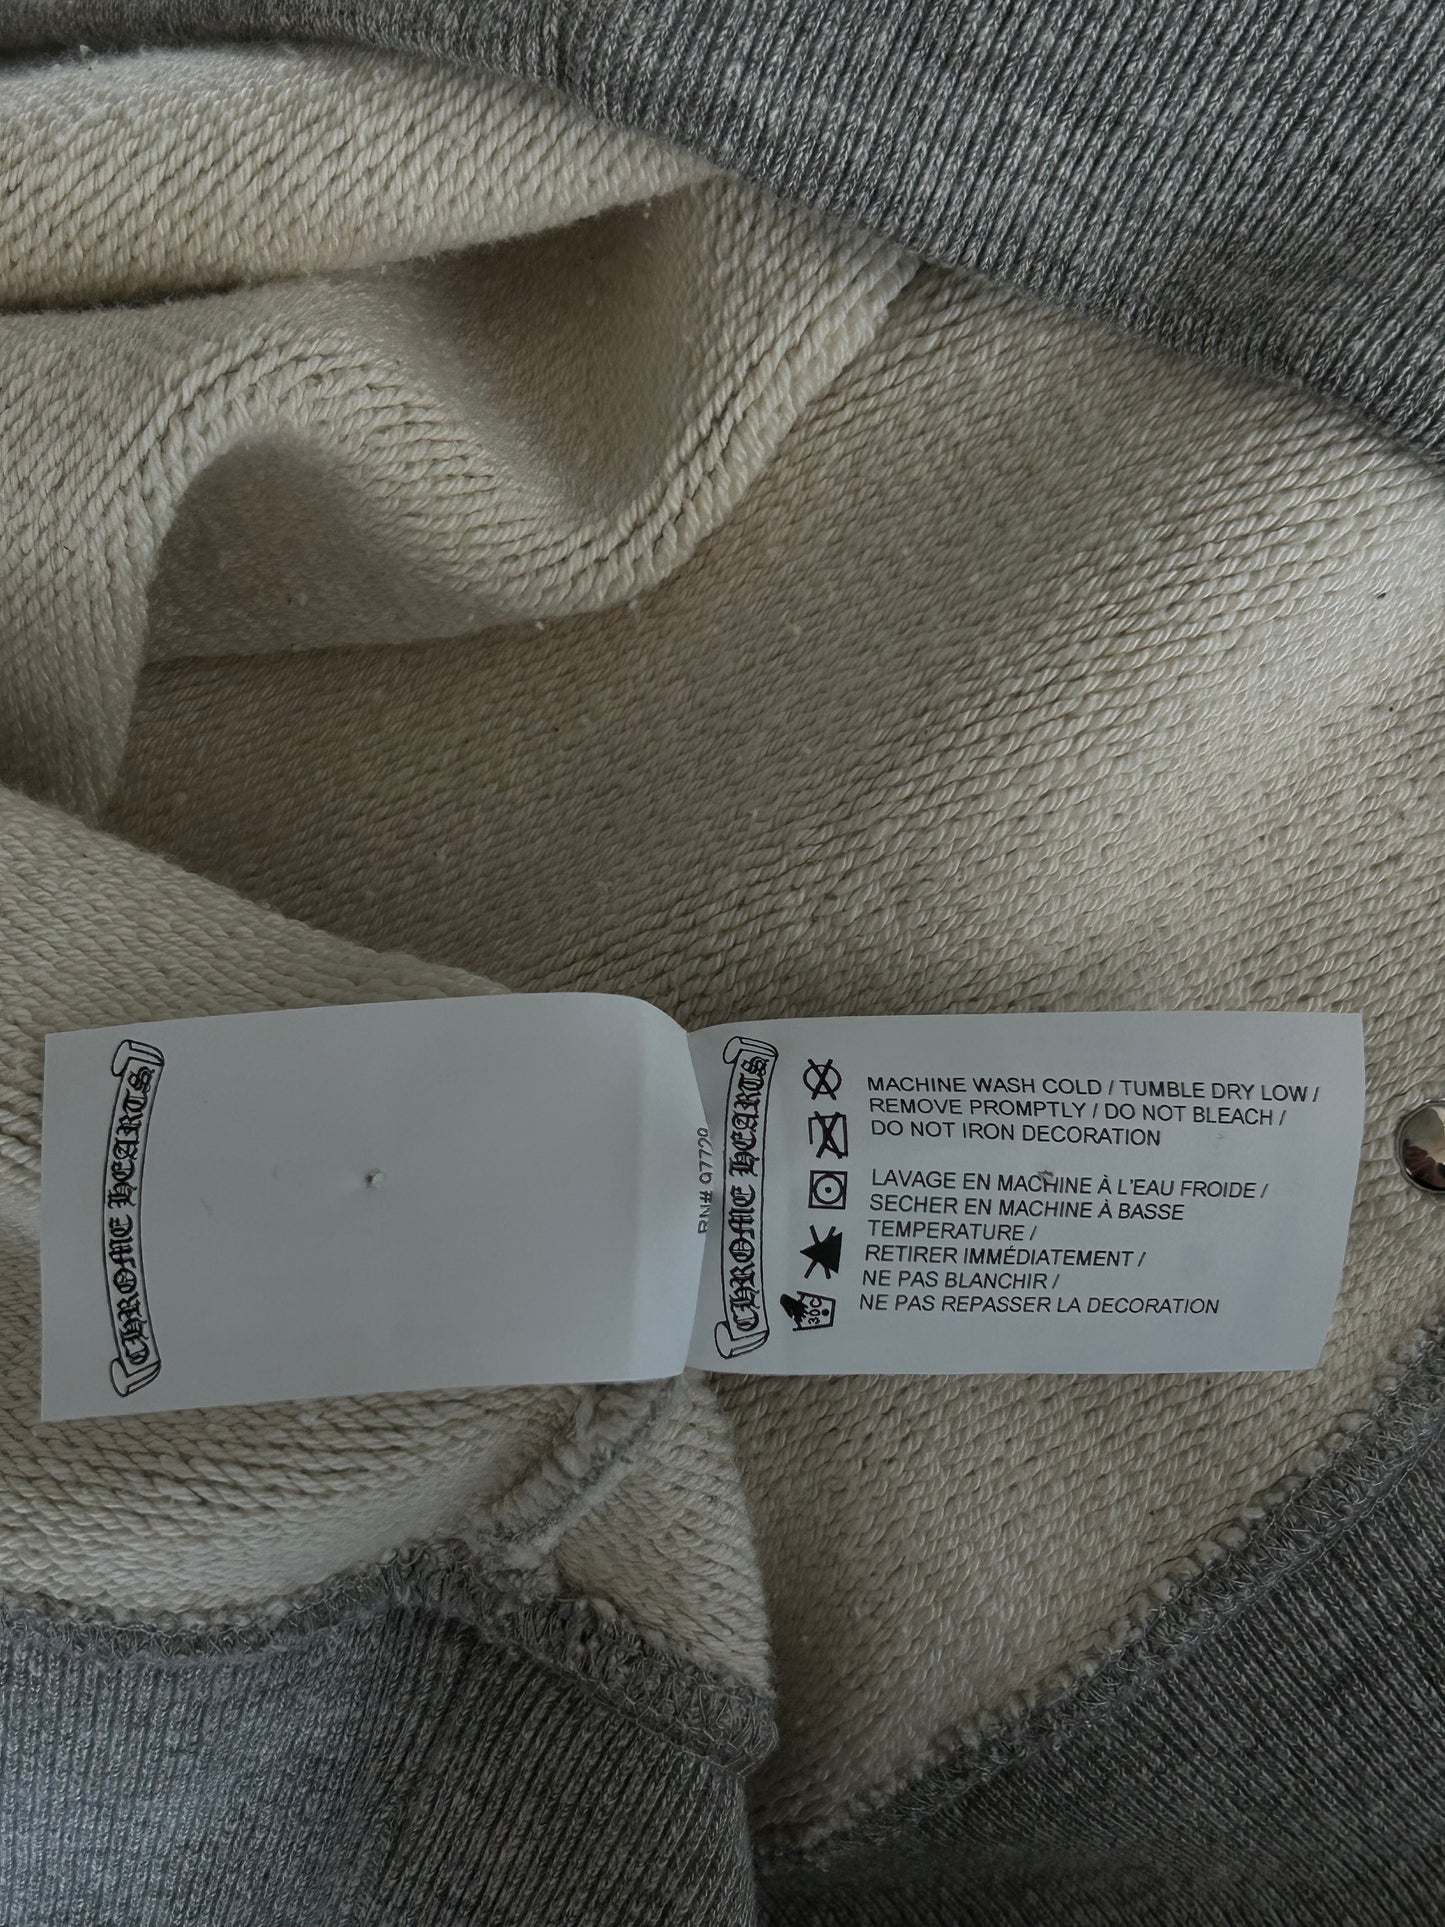 CHROME HEARTS
RN# 97720
CHROME HEARTS
MACHINE WASH COLD / TUMBLE DRY LOW /
REMOVE PROMPTLY / DO NOT BLEACH /
DO NOT IRON DECORATION
LAVAGE EN MACHINE À L'EAU FROIDE /
SECHER EN MACHINE À BASSE
TEMPERATURE /
RETIRER IMMÉDIATEMENT /
NE PAS BLANCHIR /
NE PAS REPASSER LA DECORATION
30C